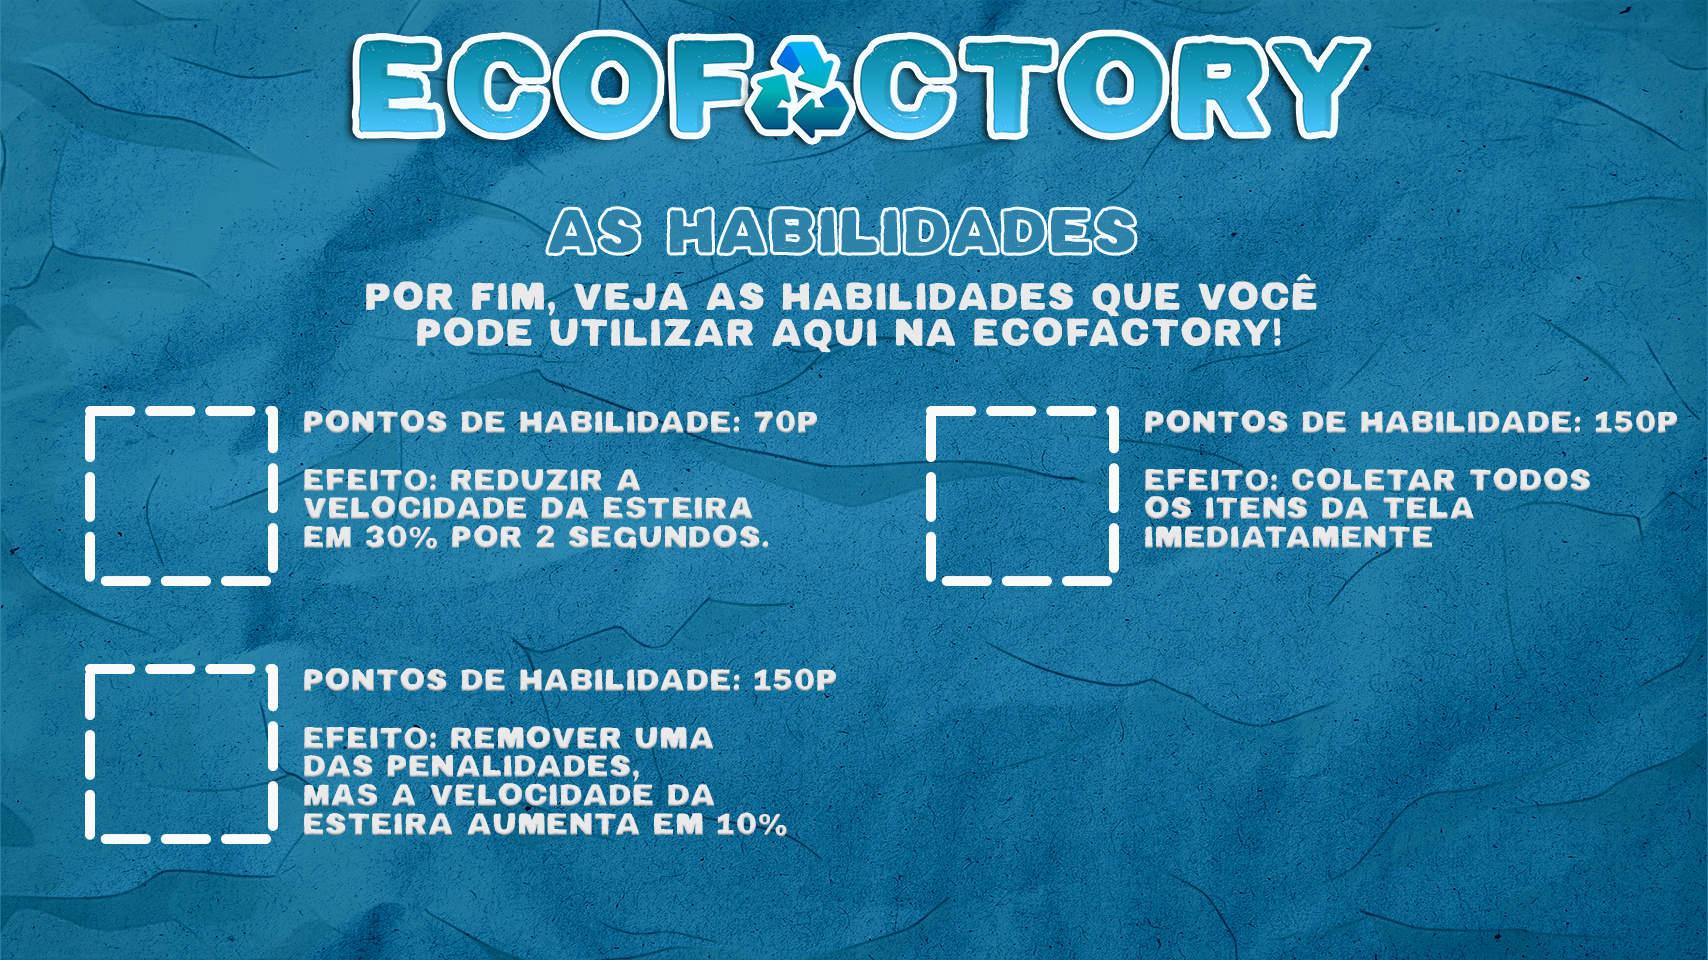 ECOFACTORY
AS HABILIDADES
POR FIM, VEJA AS HABILIDADES QUE VOCÊ
PODE UTILIZAR AQUI NA ECOFACTORY!
PONTOS DE HABILIDADE: 70P
EFEITO: REDUZIR A
VELOCIDADE DA ESTEIRA
EM 30% POR 2 SEGUNDOS.
PONTOS DE HABILIDADE: 150P
EFEITO: COLETAR TODOS
OS ITENS DA TELA
IMEDIATAMENTE
PONTOS DE HABILIDADE: 150P
EFEITO: REMOVER UMA
DAS PENALIDADES,
MAS A VELOCIDADE DA
ESTEIRA AUMENTA EM 10%